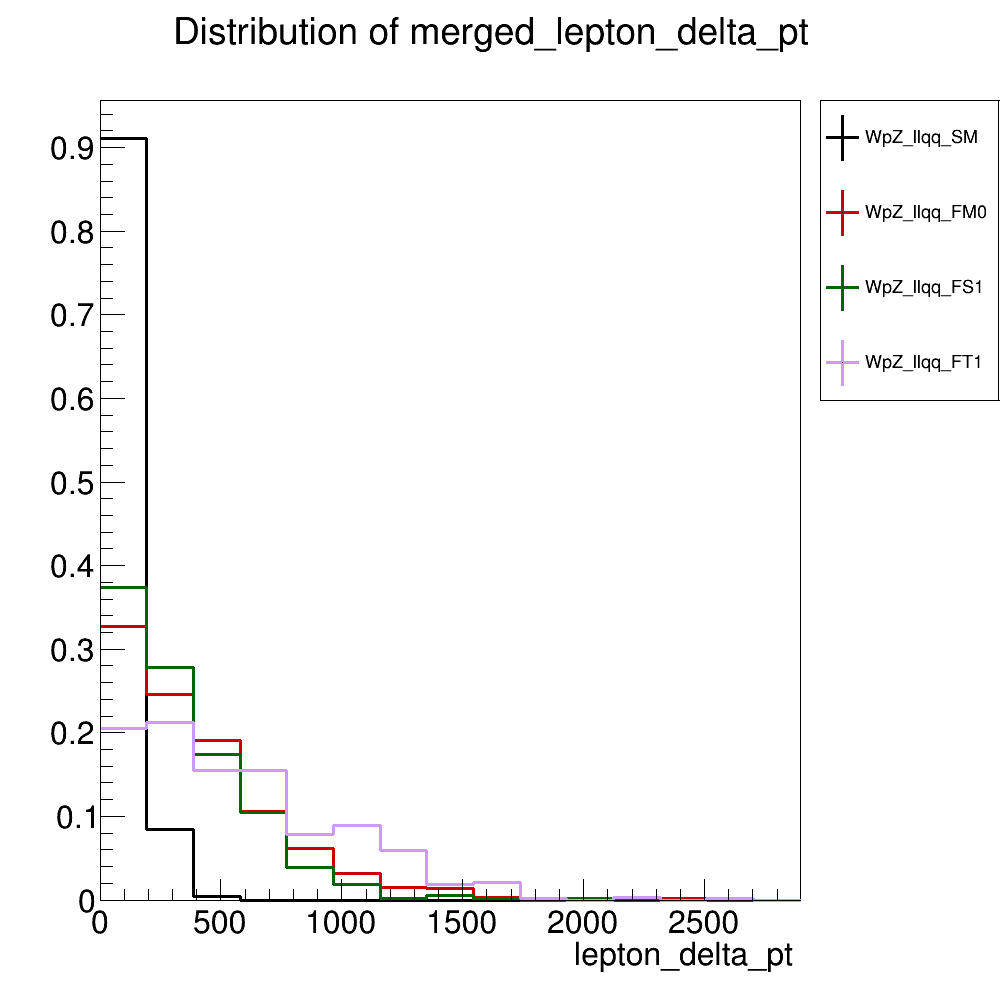 Distribution of merged_lepton_delta_pt
0.9
0.8
0.7
0.6
0.5
0.4
0.3
0.2
0.1
0
0 500 1000 1500 2000 2500
lepton_delta_pt
WpZ_llqq_SM
WpZ_llqq_FM0
WpZ_llqq_FS1
WpZ_llqq_FT1